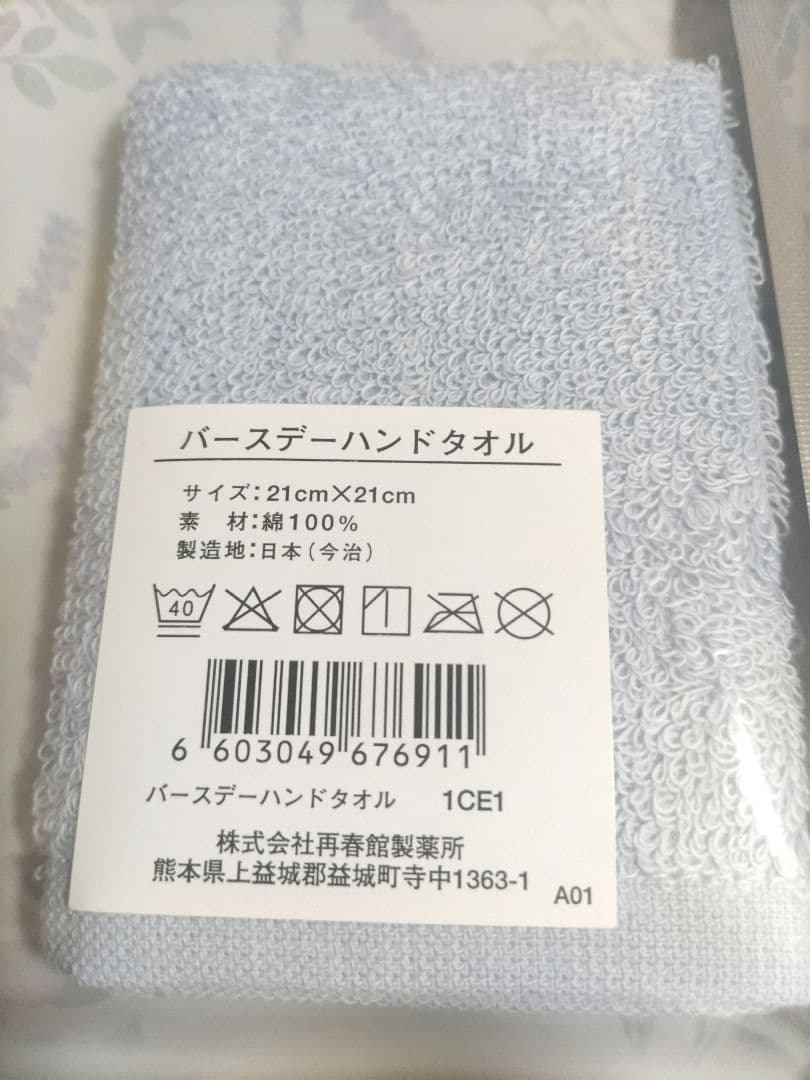 バースデーハンドタオル
サイズ：21cm×21cm
素　材：綿100%
製造地：日本（今治）
40
6 603049 676911
バースデーハンドタオル　1CE1
株式会社再春館製薬所
熊本県上益城郡益城町寺中1363-1
A01